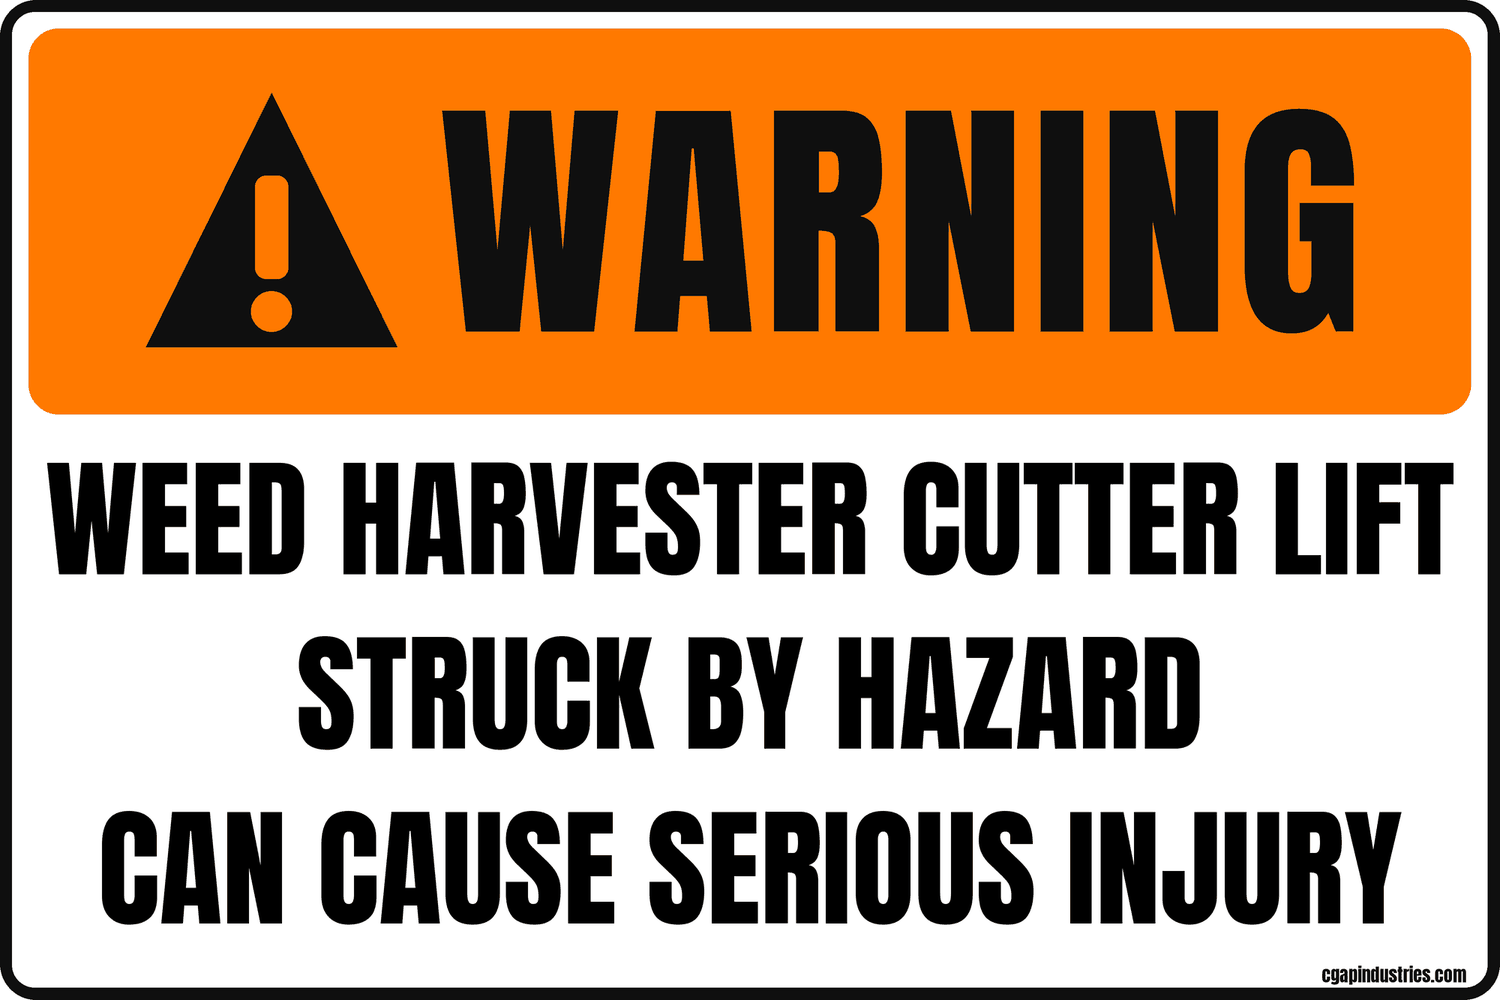 WARNING
WEED HARVESTER CUTTER LIFT
STRUCK BY HAZARD
CAN CAUSE SERIOUS INJURY
cgapindustries.com